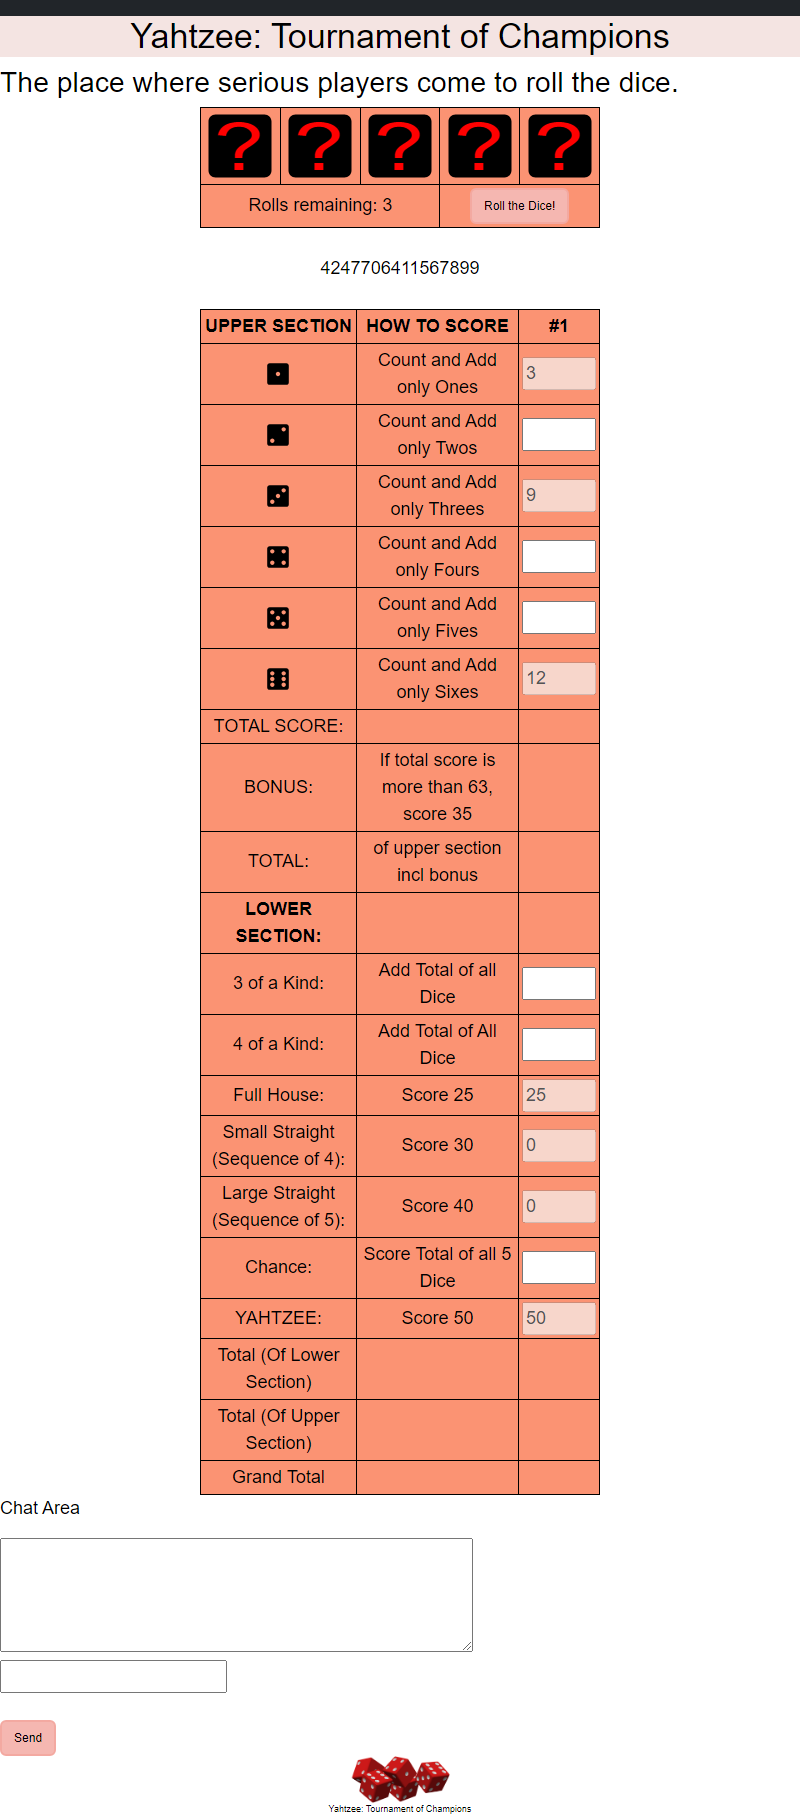 Yahtzee: Tournament of Champions
The place where serious players come to roll the dice.
? ? ? ? ?
Rolls remaining: 3 Roll the Dice!
4247706411567899
UPPER SECTION HOW TO SCORE #1
Count and Add
only Ones
3
Count and Add
only Twos
Count and Add
only Threes
9
Count and Add
only Fours
Count and Add
only Fives
Count and Add
only Sixes
12
TOTAL SCORE:
BONUS:
If total score is
more than 63,
score 35
TOTAL:
of upper section
incl bonus
LOWER
SECTION:
3 of a Kind:
Add Total of all
Dice
4 of a Kind:
Add Total of All
Dice
Full House: Score 25 25
Small Straight
(Sequence of 4):
Score 30 0
Large Straight
(Sequence of 5):
Score 40 0
Chance:
Score Total of all 5
Dice
YAHTZEE: Score 50 50
Total (Of Lower
Section)
Total (Of Upper
Section)
Grand Total
Chat Area
Send
Yahtzee: Tournament of Champions